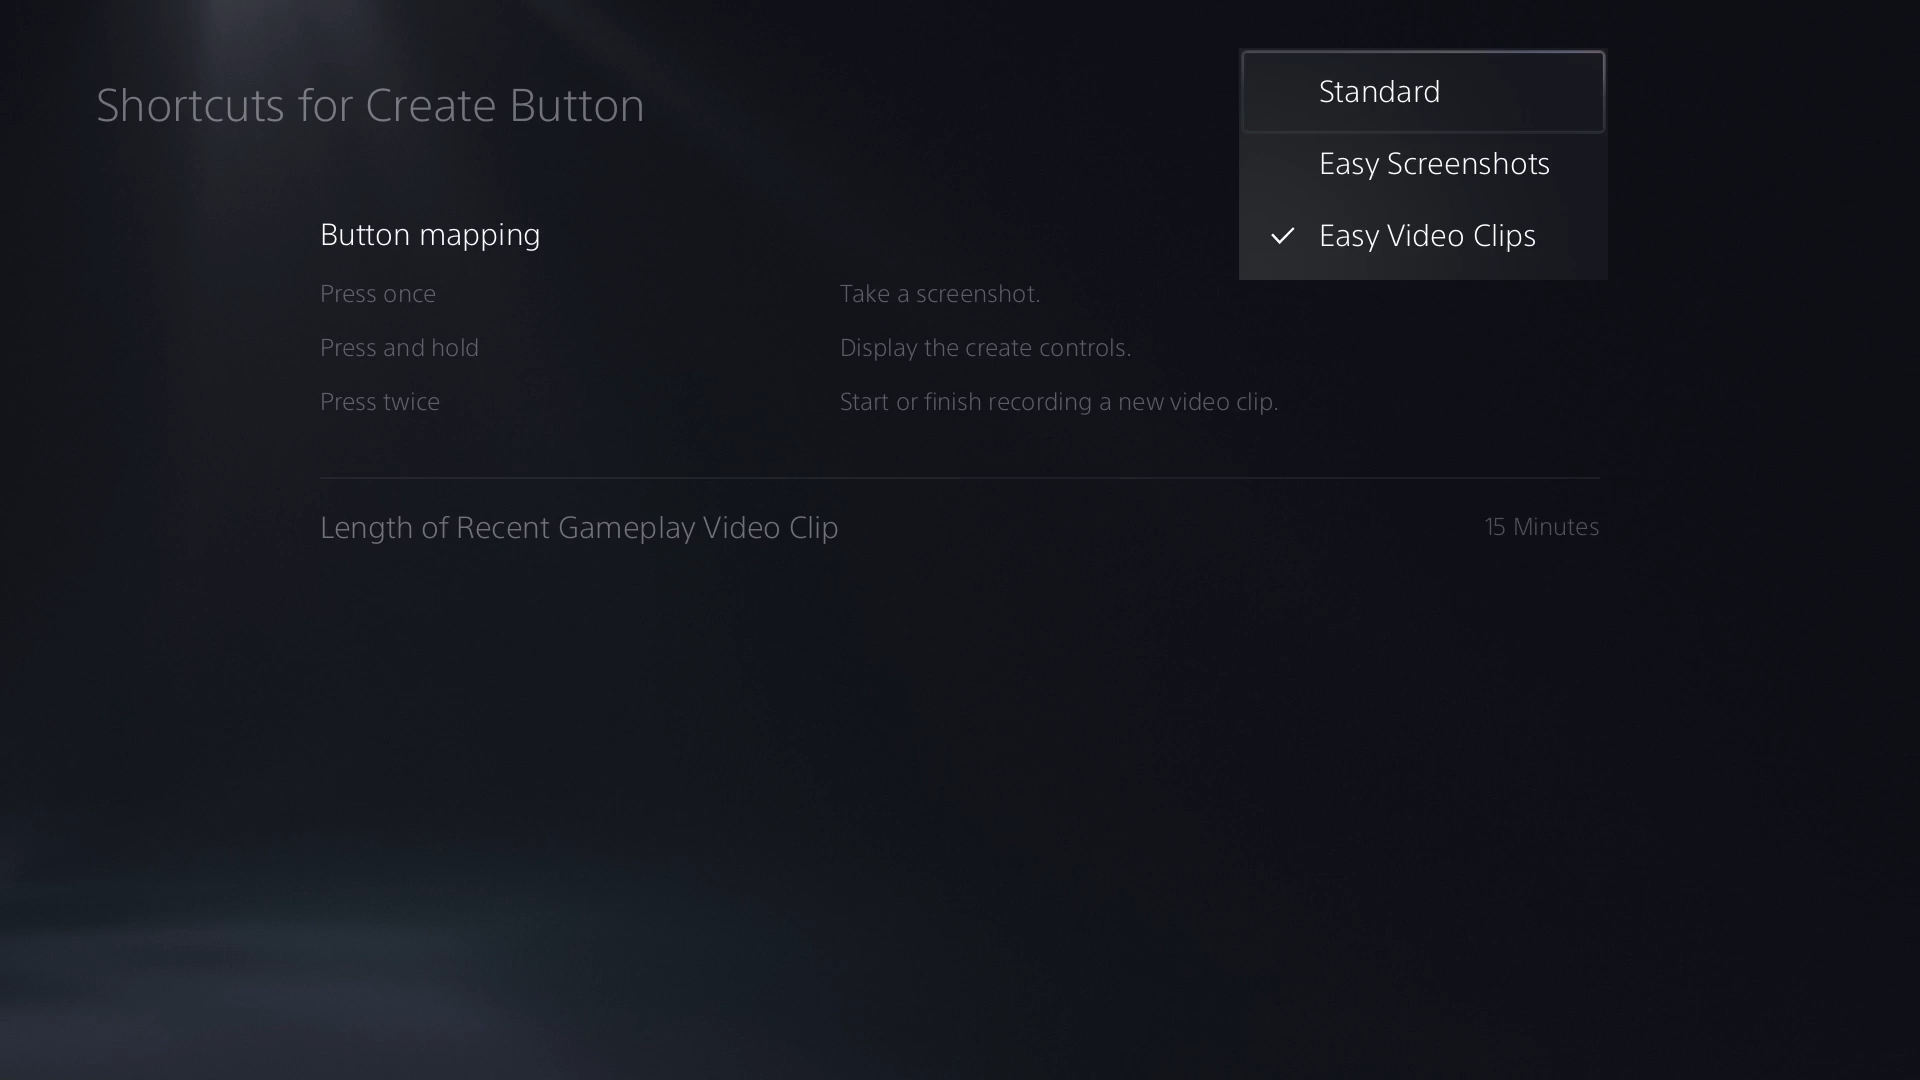 Shortcuts for Create Button
Standard
Easy Screenshots
Easy Video Clips
Button mapping
Press once
Take a screenshot.
Press and hold
Display the create controls.
Press twice
Start or finish recording a new video clip.
Length of Recent Gameplay Video Clip
15 Minutes